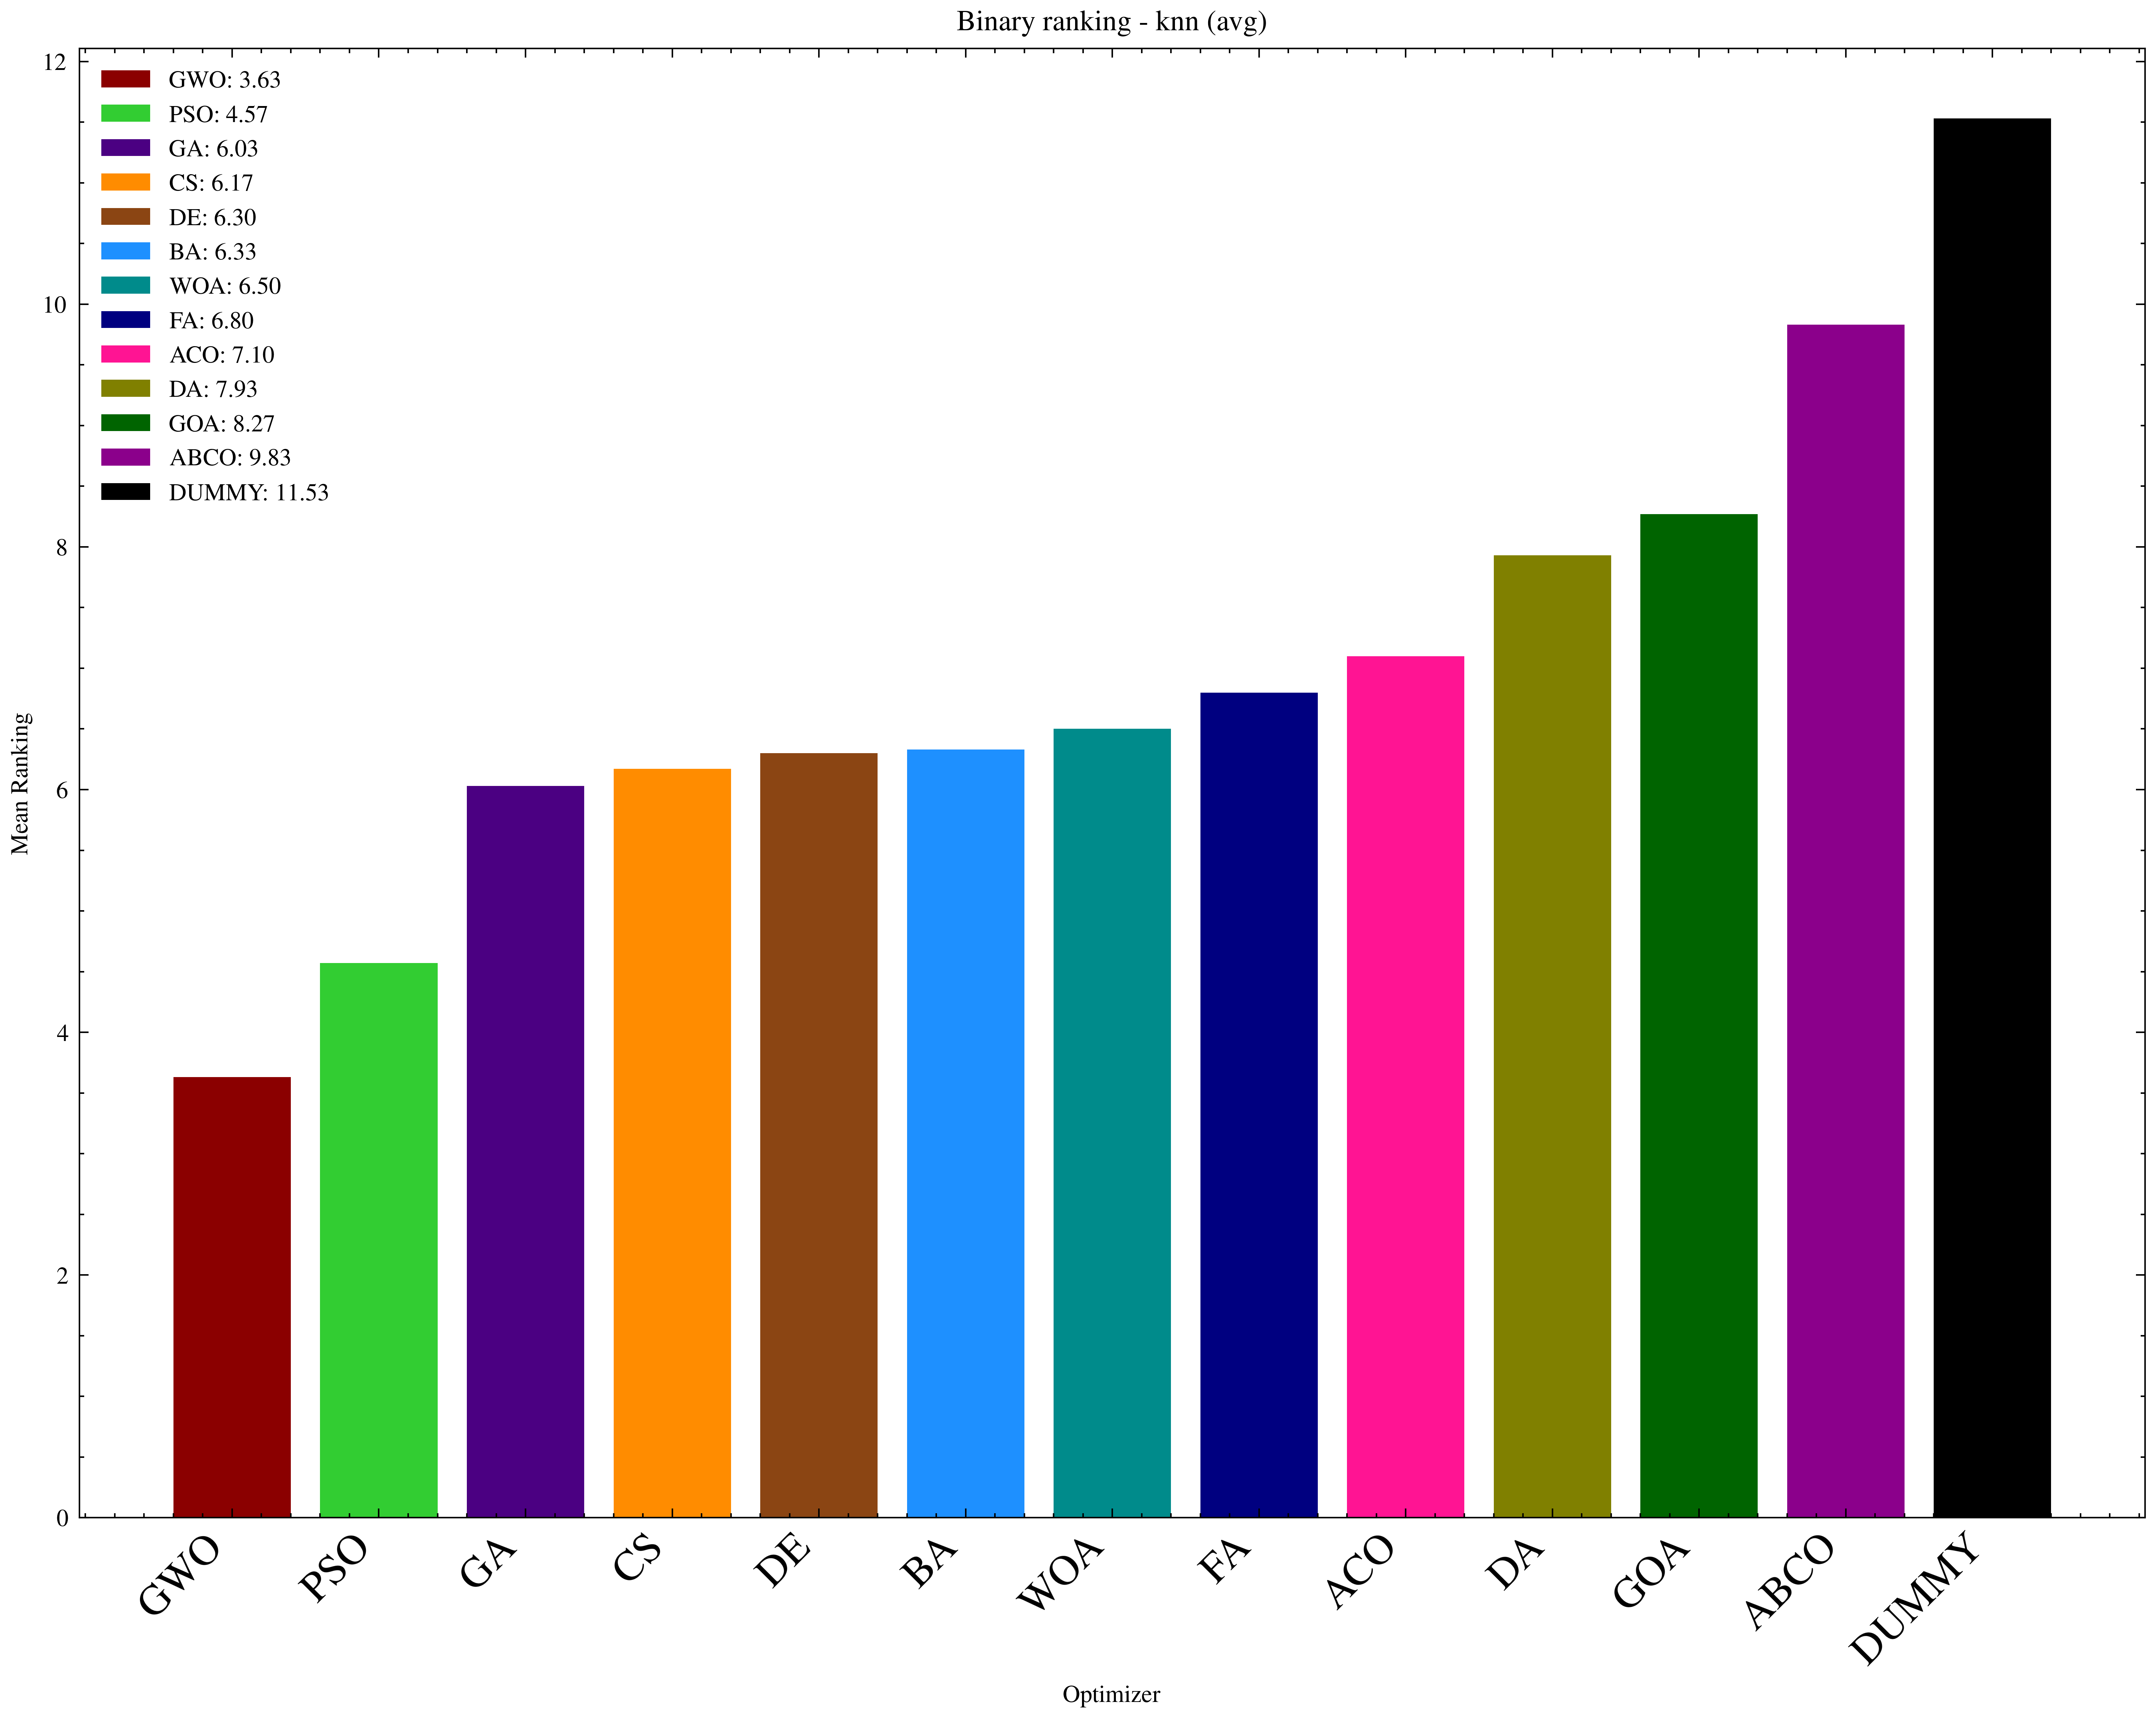 Binary ranking - knn (avg)
12
10
8
6
4
2
0
Mean Ranking
GWO: 3.63
PSO: 4.57
GA: 6.03
CS: 6.17
DE: 6.30
BA: 6.33
WOA: 6.50
FA: 6.80
ACO: 7.10
DA: 7.93
GOA: 8.27
ABCO: 9.83
DUMMY: 11.53
GWO
PSO
GA
CS
DE
BA
WOA
FA
ACO
DA
GOA
ABCO
DUMMY
Optimizer